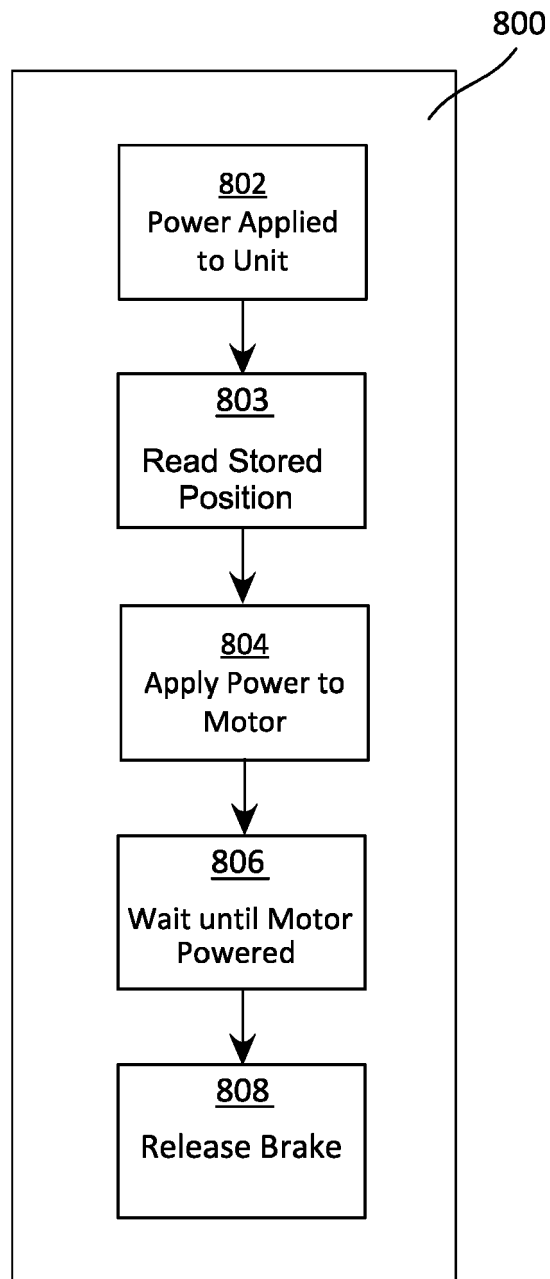 800
802
Power Applied
to Unit
803
Read Stored
Position
804
Apply Power to
Motor
806
Wait until Motor
Powered
808
Release Brake